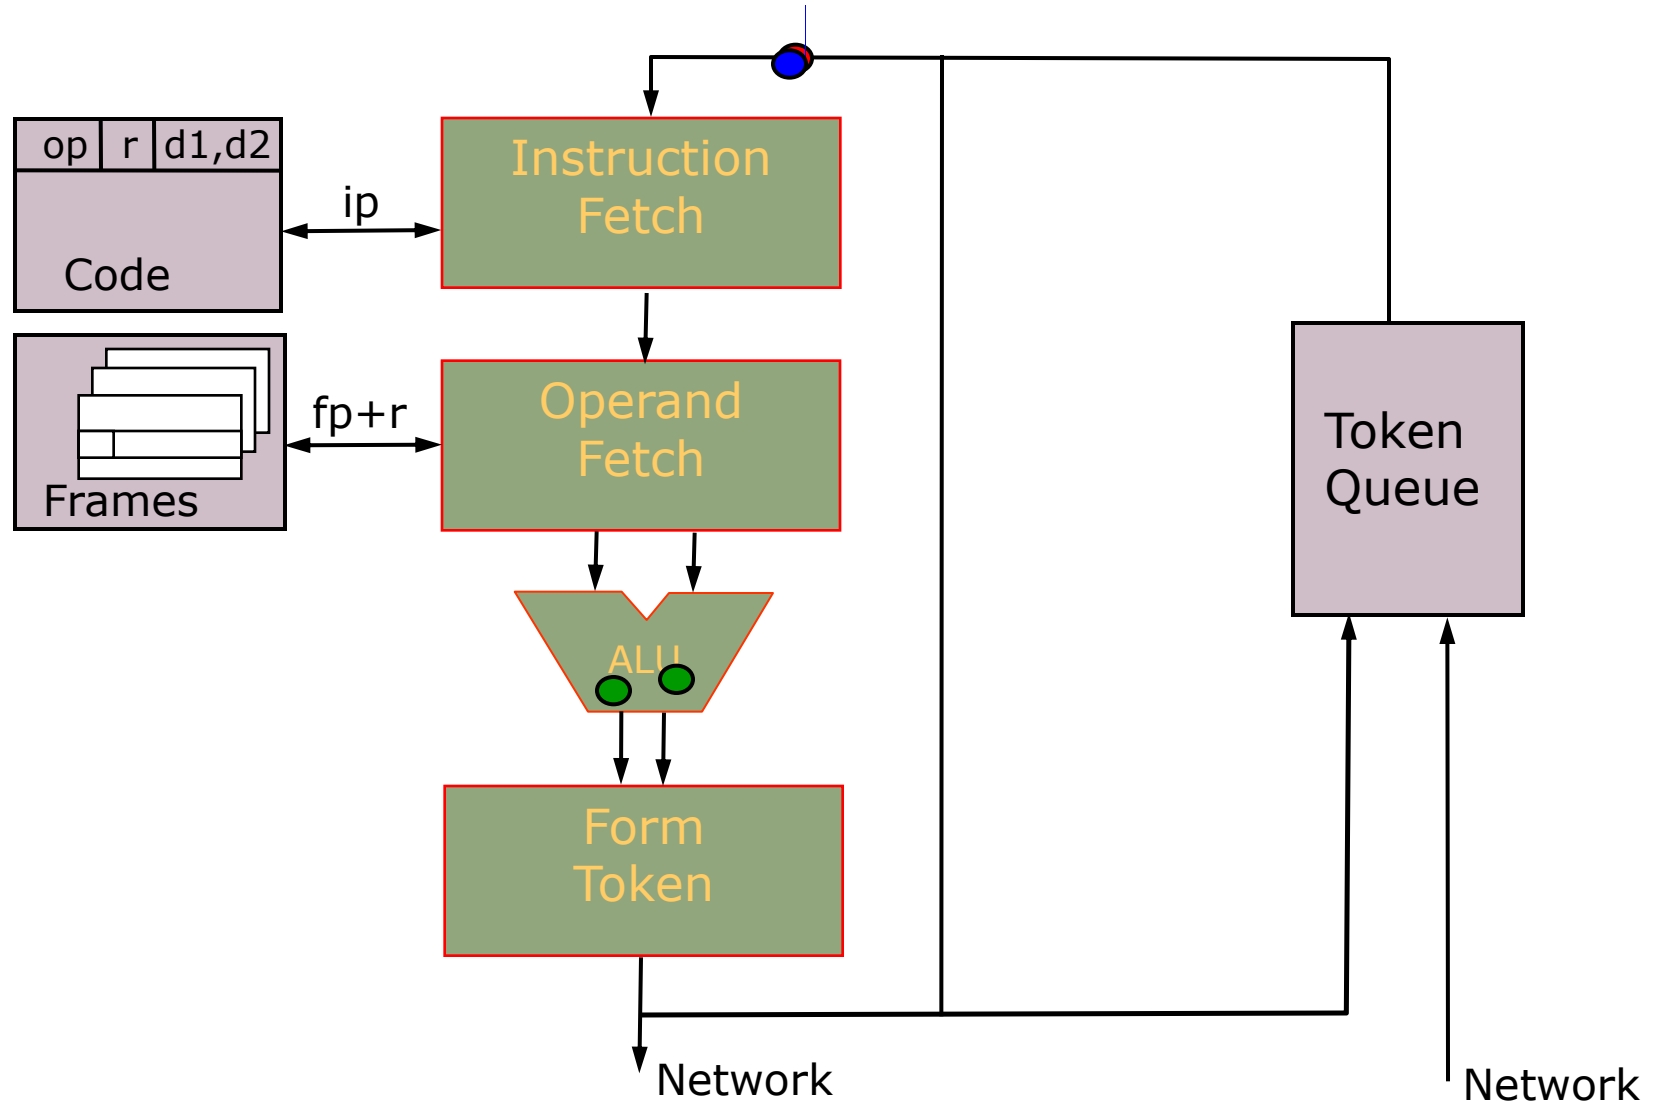 op r d1,d2
Code
ip
Instruction
Fetch
Frames
fp+r
Operand
Fetch
ALU
Form
Token
Token
Queue
Network
Network